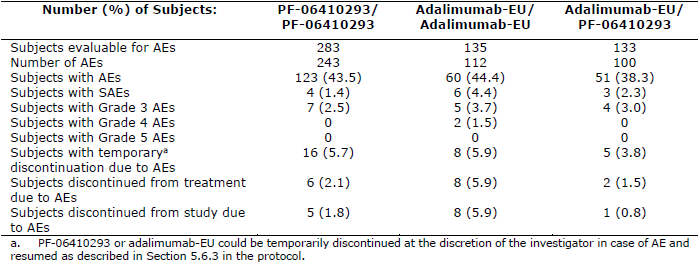 Number (%) of Subjects: PF-06410293/ PF-06410293 Adalimumab-EU/ Adalimumab-EU Adalimumab-EU/ PF-06410293
Subjects evaluable for AEs 283 135 133
Number of AEs 243 112 100
Subjects with AEs 123 (43.5) 60 (44.4) 51 (38.3)
Subjects with SAEs 4 (1.4) 6 (4.4) 3 (2.3)
Subjects with Grade 3 AEs 7 (2.5) 5 (3.7) 4 (3.0)
Subjects with Grade 4 AEs 0 2 (1.5) 0
Subjects with Grade 5 AEs 0 0 0
Subjects with temporaryᵃ 16 (5.7) 8 (5.9) 5 (3.8)
discontinuation due to AEs
Subjects discontinued from treatment 6 (2.1) 8 (5.9) 2 (1.5)
due to AEs
Subjects discontinued from study due 5 (1.8) 8 (5.9) 1 (0.8)
to AEs
a. PF-06410293 or adalimumab-EU could be temporarily discontinued at the discretion of the investigator in case of AE and
resumed as described in Section 5.6.3 in the protocol.